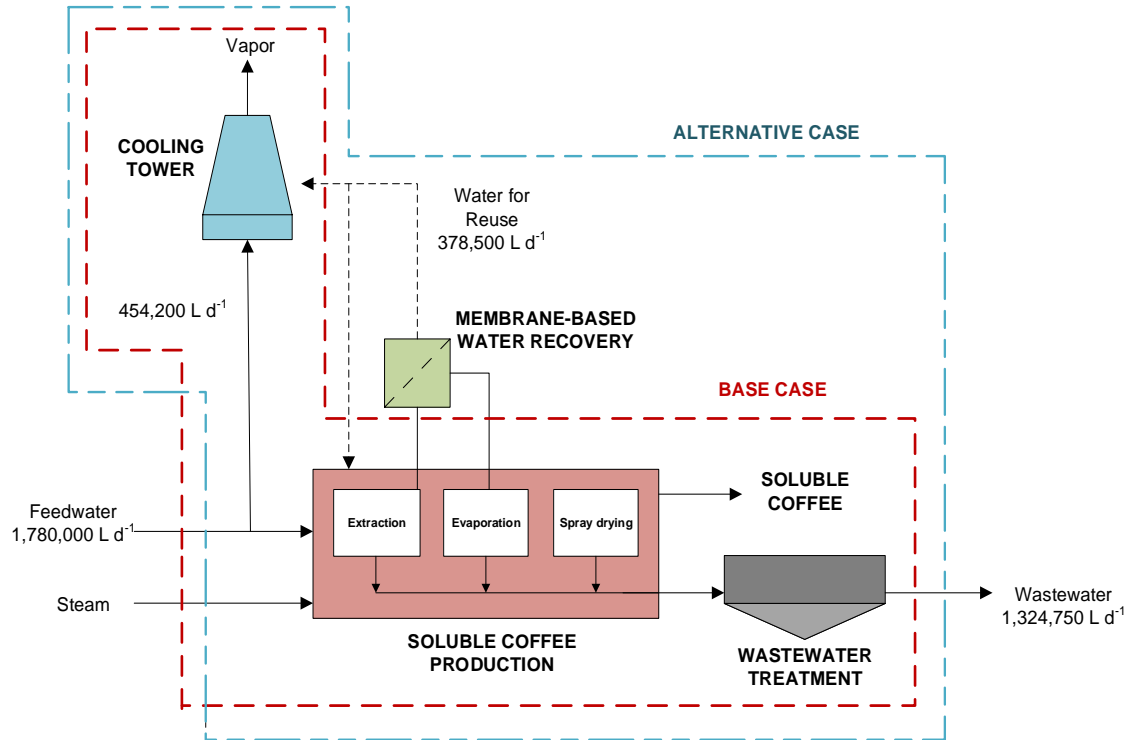 Vapor
COOLING
TOWER
ALTERNATIVE CASE
Water for
Reuse
378,500 L d⁻¹
454,200 L d⁻¹
MEMBRANE-BASED
WATER RECOVERY
BASE CASE
Feedwater
1,780,000 L d⁻¹
Steam
Extraction
Evaporation
Spray drying
SOLUBLE
COFFEE
SOLUBLE COFFEE
PRODUCTION
WASTEWATER
TREATMENT
Wastewater
1,324,750 L d⁻¹